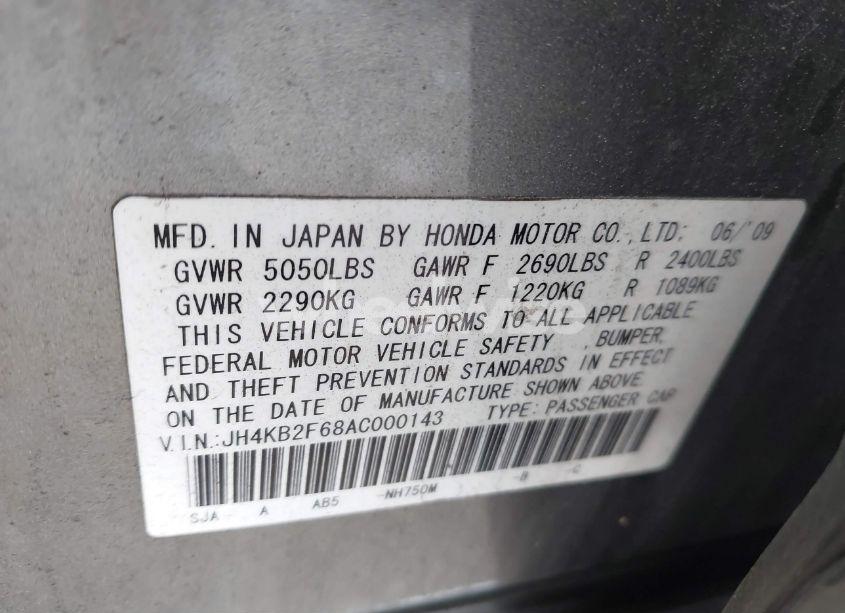 MFD. IN JAPAN BY HONDA MOTOR CO., LTD: 06/'09
GVWR 5050LBS GAWR F 2690LBS R 2400LBS
GVWR 2290KG GAWR F 1220KG R 1089KG
THIS VEHICLE CONFORMS TO ALL APPLICABLE
FEDERAL MOTOR VEHICLE SAFETY , BUMPER,
AND THEFT PREVENTION STANDARDS IN EFFECT
ON THE DATE OF MANUFACTURE SHOWN ABOVE.
V.I.N.:JH4KB2F68AC000143 TYPE: PASSENGER CAR
SJA- A AB5 -NH750M -B -C